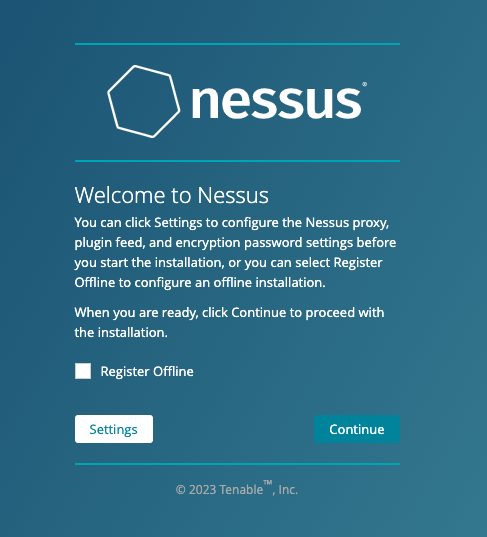 nessus®
Welcome to Nessus
You can click Settings to configure the Nessus proxy,
plugin feed, and encryption password settings before
you start the installation, or you can select Register
Offline to configure an offline installation.
When you are ready, click Continue to proceed with
the installation.
Register Offline
Settings
Continue
© 2023 Tenable™, Inc.